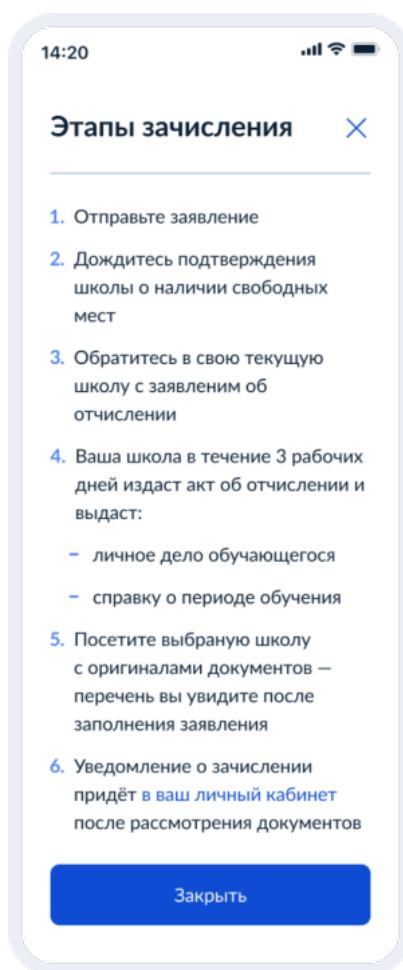 14:20
Этапы зачисления
1. Отправьте заявление
2. Дождитесь подтверждения
школы о наличии свободных
мест
3. Обратитесь в свою текущую
школу с заявленим об
отчислении
4. Ваша школа в течение 3 рабочих
дней издаст акт об отчислении и
выдаст:
– личное дело обучающегося
– справку о периоде обучения
5. Посетите выбраную школу
с оригиналами документов —
перечень вы увидите после
заполнения заявления
6. Уведомление о зачислении
придёт в ваш личный кабинет
после рассмотрения документов
Закрыть